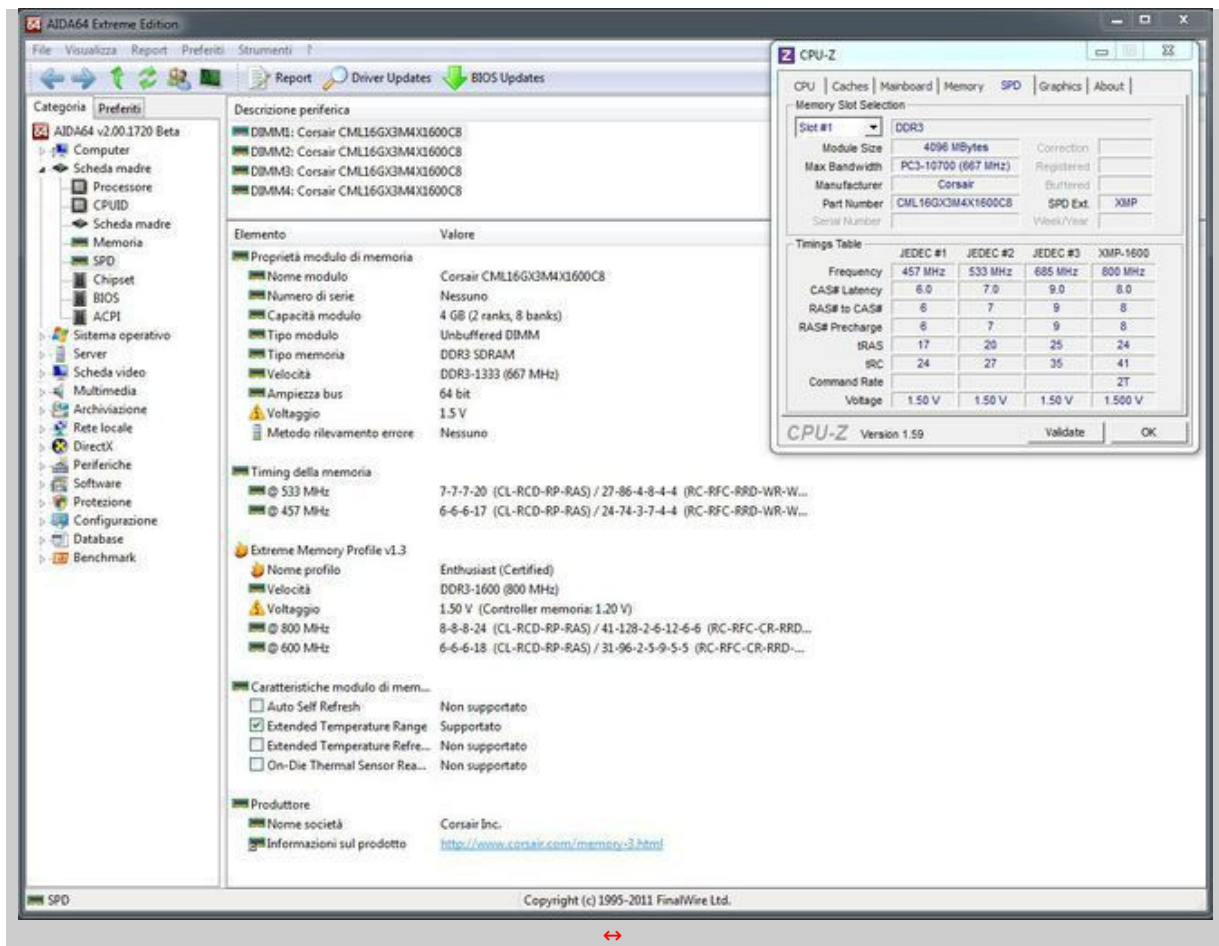 AIDA64 Extreme Edition
File Visualizza Report Preferiti Strumenti ?
Report Driver Updates BIOS Updates
Categoria Preferiti
AIDA64 v2.00.1720 Beta
Computer
Scheda madre
Processore
CPUID
Scheda madre
Memoria
SPD
Chipset
BIOS
ACPI
Sistema operativo
Server
Scheda video
Multimedia
Archiviazione
Rete locale
DirectX
Periferiche
Software
Protezione
Configurazione
Database
Benchmark
Descrizione periferica
DIMM1: Corsair CML16GX3M4X1600C8
DIMM2: Corsair CML16GX3M4X1600C8
DIMM3: Corsair CML16GX3M4X1600C8
DIMM4: Corsair CML16GX3M4X1600C8
Elemento Valore
Proprietà modulo di memoria
Nome modulo Corsair CML16GX3M4X1600C8
Numero di serie Nessuno
Capacità modulo 4 GB (2 ranks, 8 banks)
Tipo modulo Unbuffered DIMM
Tipo memoria DDR3 SDRAM
Velocità DDR3-1333 (667 MHz)
Ampiezza bus 64 bit
Voltaggio 1.5 V
Metodo rilevamento errore Nessuno
Timing della memoria
@ 533 MHz 7-7-7-20 (CL-RCD-RP-RAS) / 27-86-4-8-4-4 (RC-RFC-RRD-WR-W...
@ 457 MHz 6-6-6-17 (CL-RCD-RP-RAS) / 24-74-3-7-4-4 (RC-RFC-RRD-WR-W...
Extreme Memory Profile v1.3
Nome profilo Enthusiast (Certified)
Velocità DDR3-1600 (800 MHz)
Voltaggio 1.50 V (Controller memoria: 1.20 V)
@ 800 MHz 8-8-8-24 (CL-RCD-RP-RAS) / 41-128-2-6-12-6-6 (RC-RFC-CR-RRD...
@ 600 MHz 6-6-6-18 (CL-RCD-RP-RAS) / 31-96-2-5-9-5-5 (RC-RFC-CR-RRD-...
Caratteristiche modulo di mem...
Auto Self Refresh Non supportato
Extended Temperature Range Supportato
Extended Temperature Refre... Non supportato
On-Die Thermal Sensor Rea... Non supportato
Produttore
Nome società Corsair Inc.
Informazioni sul prodotto http://www.corsair.com/memory-3.html
SPD Copyright (c) 1995-2011 FinalWire Ltd.
CPU-Z
CPU Caches Mainboard Memory SPD Graphics About
Memory Slot Selection
Slot #1 DDR3
Module Size 4096 MBytes Correction
Max Bandwidth PC3-10700 (667 MHz) Registered
Manufacturer Corsair Buffered
Part Number CML16GX3M4X1600C8 SPD Ext. XMP
Serial Number Week/Year
Timings Table
JEDEC #1 JEDEC #2 JEDEC #3 XMP-1600
Frequency 457 MHz 533 MHz 685 MHz 800 MHz
CAS# Latency 6.0 7.0 9.0 8.0
RAS# to CAS# 6 7 9 8
RAS# Precharge 6 7 9 8
tRAS 17 20 25 24
tRC 24 27 35 41
Command Rate 2T
Voltage 1.50 V 1.50 V 1.50 V 1.500 V
CPU-Z Version 1.59 Validate OK